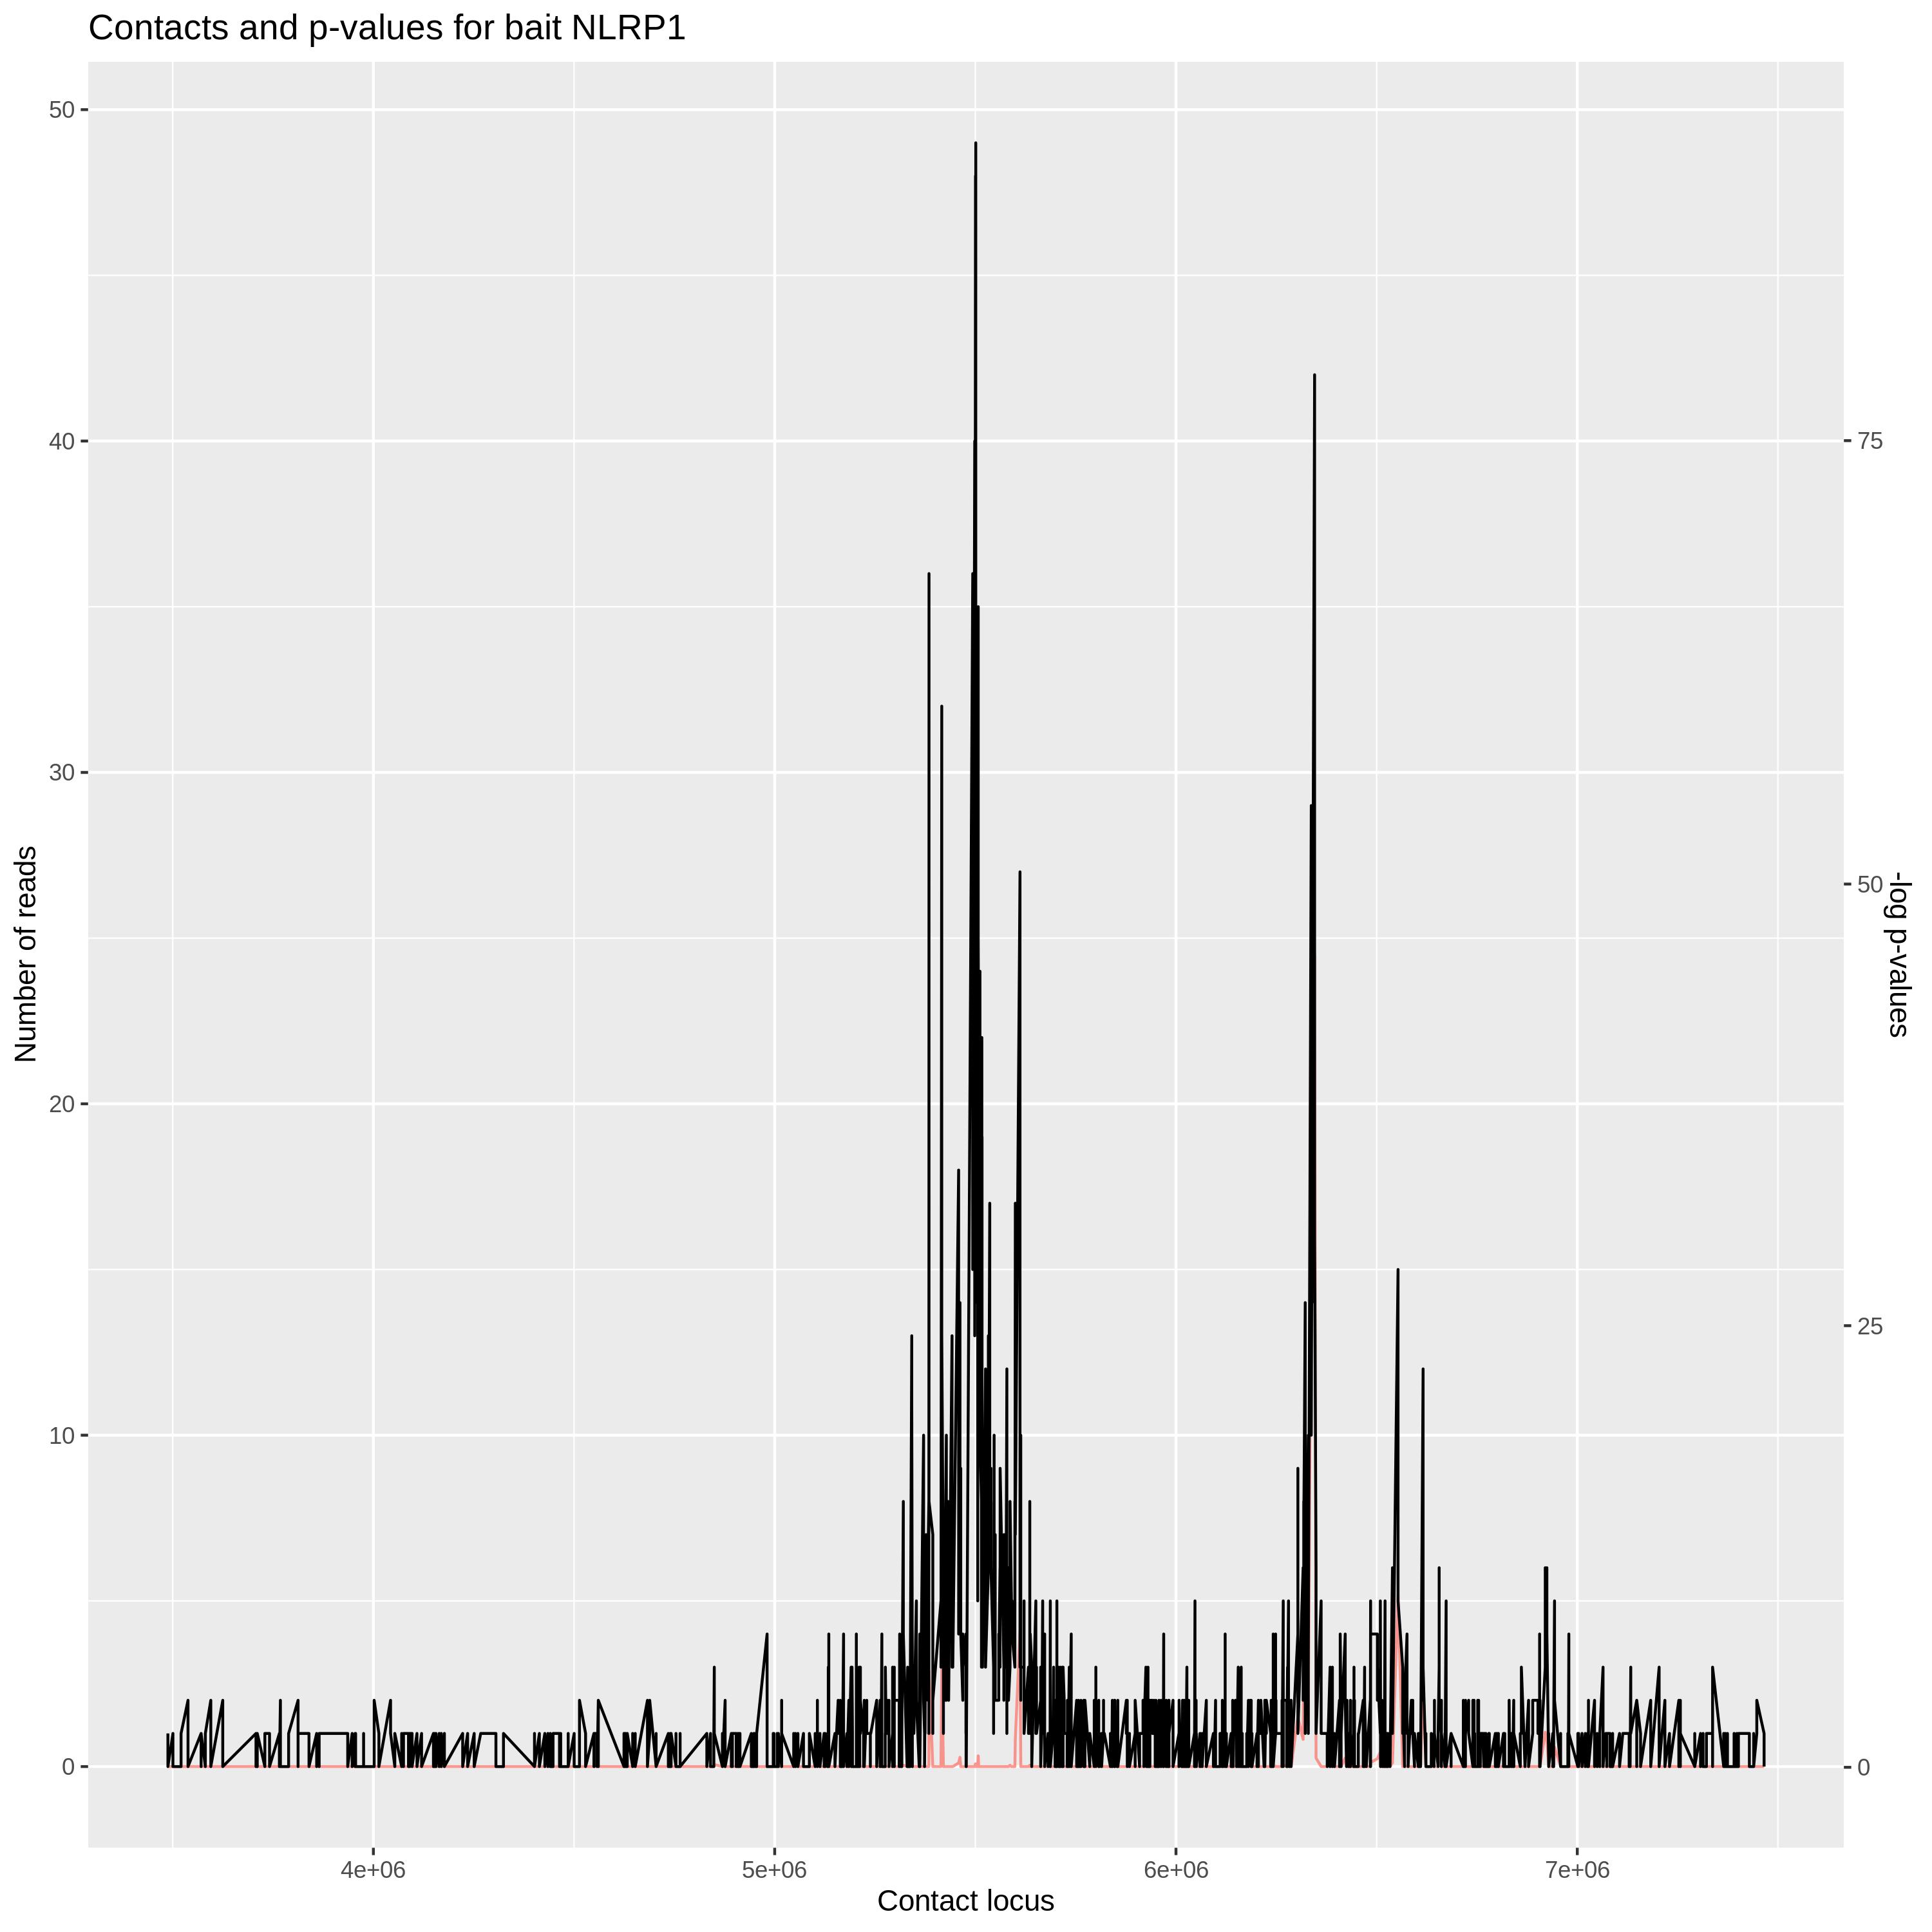 Contacts and p-values for bait NLRP1
50
40
30
20
10
0
Number of reads
75
50
25
0
-log p-values
4e+06 5e+06 6e+06 7e+06
Contact locus